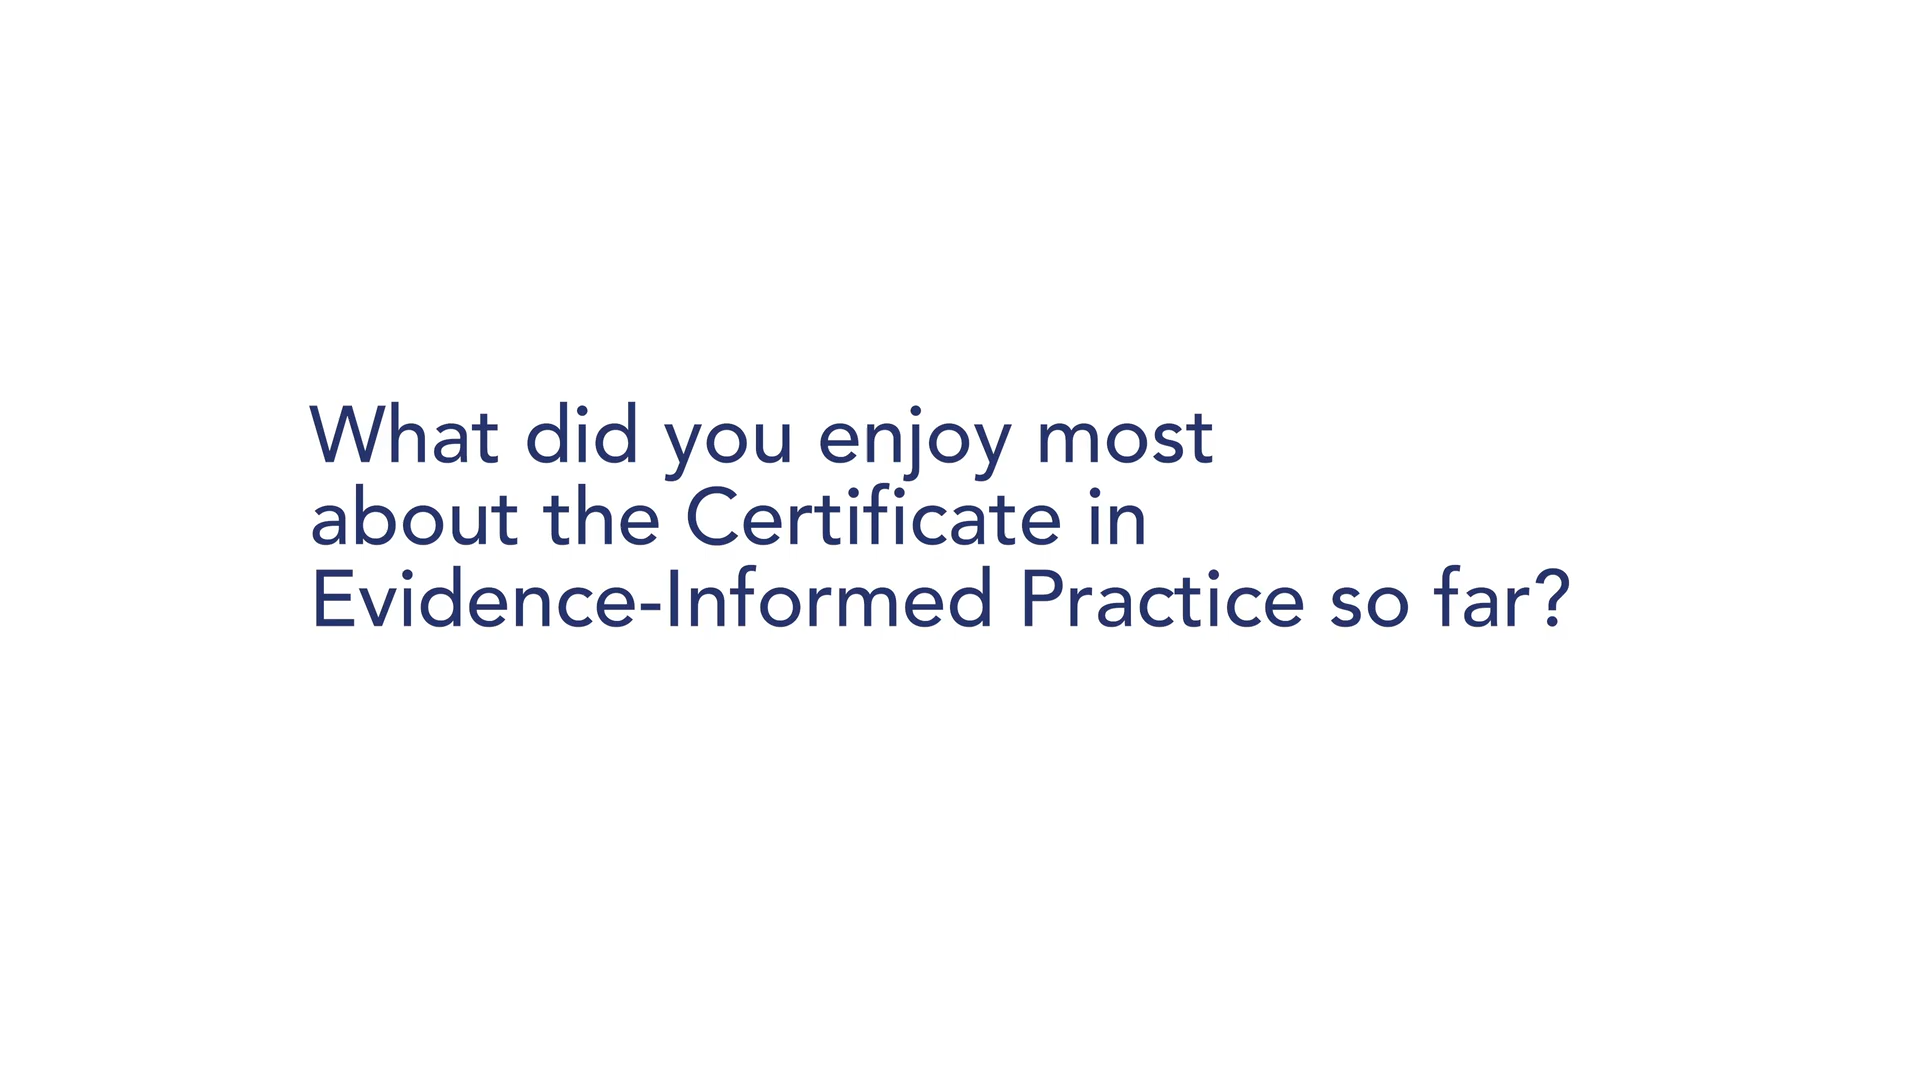 What did you enjoy most
about the Certificate in
Evidence-Informed Practice so far?